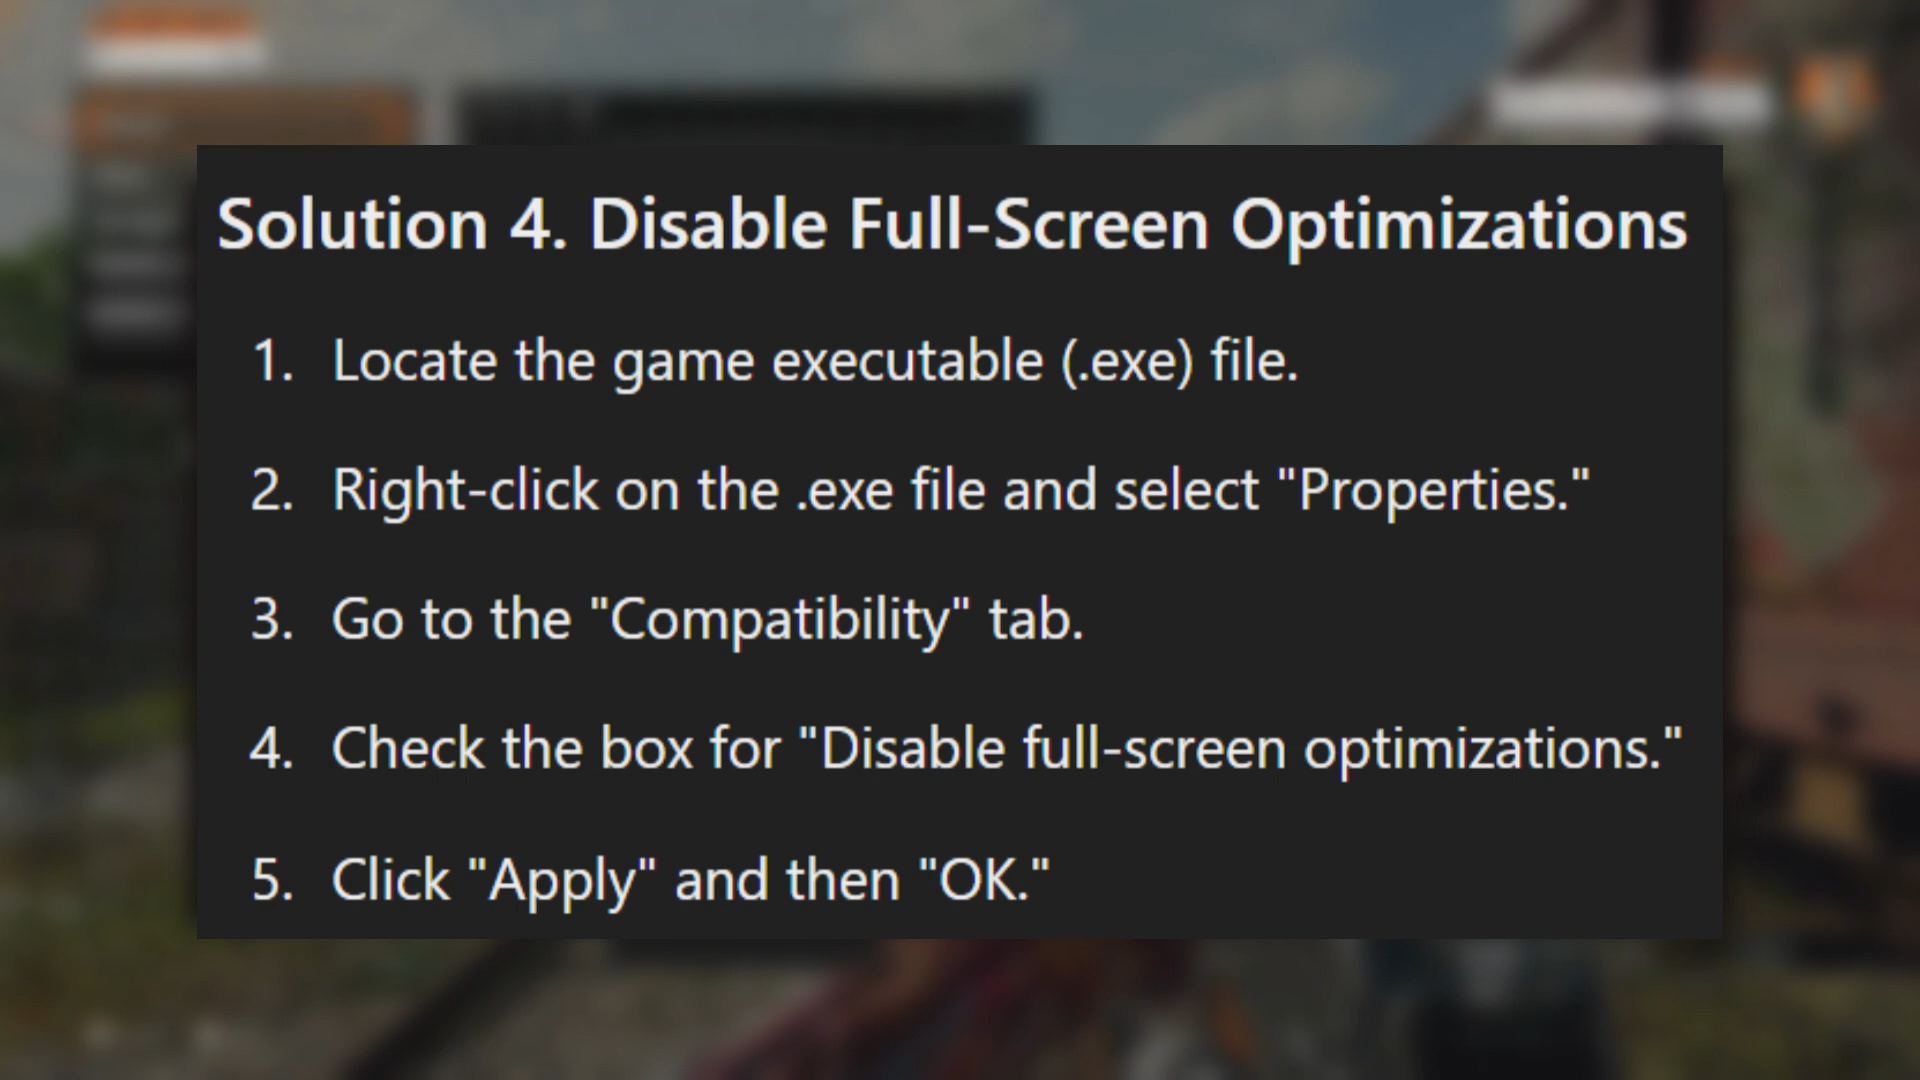 Solution 4. Disable Full-Screen Optimizations
1. Locate the game executable (.exe) file.
2. Right-click on the .exe file and select "Properties."
3. Go to the "Compatibility" tab.
4. Check the box for "Disable full-screen optimizations."
5. Click "Apply" and then "OK."